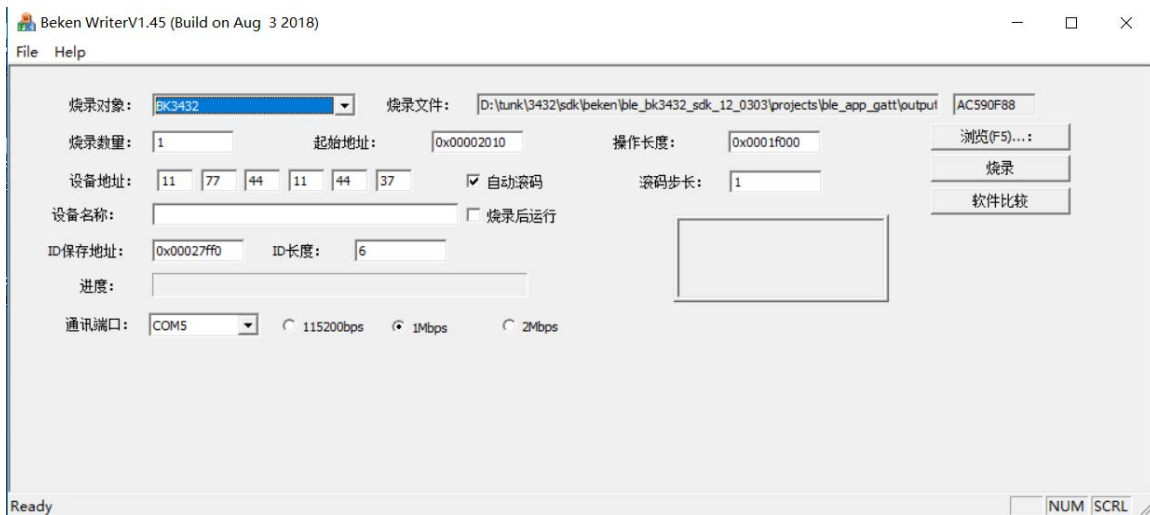 Beken WriterV1.45 (Build on Aug 3 2018)
File Help
烧录对象： BK3432 烧录文件： D:\tunk\3432\sdk\beken\ble_bk3432_sdk_12_0303\projects\ble_app_gatt\output AC590F88
烧录数量： 1 起始地址： 0x00002010 操作长度： 0x0001f000 浏览(F5)...:
烧录
设备地址： 11 77 44 11 44 37 自动滚码 滚码步长： 1
软件比较
设备名称： 烧录后运行
ID保存地址： 0x00027ff0 ID长度： 6
进度：
通讯端口： COM5 115200bps 1Mbps 2Mbps
Ready NUM SCRL